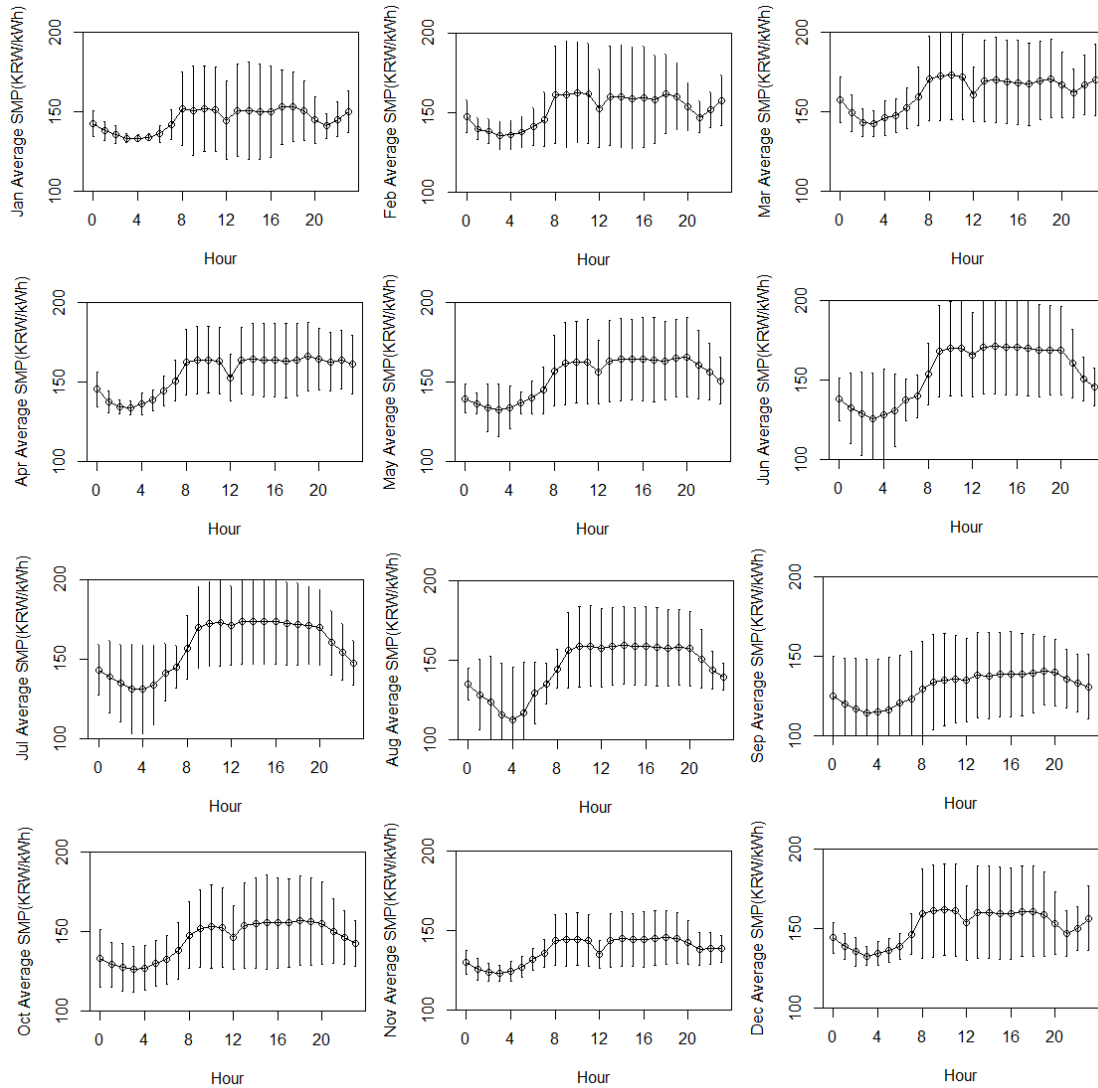 Jan Average SMP(KRW/kWh)
200
150
100
0 4 8 12 16 20
Hour
Feb Average SMP(KRW/kWh)
200
150
100
0 4 8 12 16 20
Hour
Mar Average SMP(KRW/kWh)
200
150
100
0 4 8 12 16 20
Hour
Apr Average SMP(KRW/kWh)
200
150
100
0 4 8 12 16 20
Hour
May Average SMP(KRW/kWh)
200
150
100
0 4 8 12 16 20
Hour
Jun Average SMP(KRW/kWh)
200
150
100
0 4 8 12 16 20
Hour
Jul Average SMP(KRW/kWh)
200
150
100
0 4 8 12 16 20
Hour
Aug Average SMP(KRW/kWh)
200
150
100
0 4 8 12 16 20
Hour
Sep Average SMP(KRW/kWh)
200
150
100
0 4 8 12 16 20
Hour
Oct Average SMP(KRW/kWh)
200
150
100
0 4 8 12 16 20
Hour
Nov Average SMP(KRW/kWh)
200
150
100
0 4 8 12 16 20
Hour
Dec Average SMP(KRW/kWh)
200
150
100
0 4 8 12 16 20
Hour